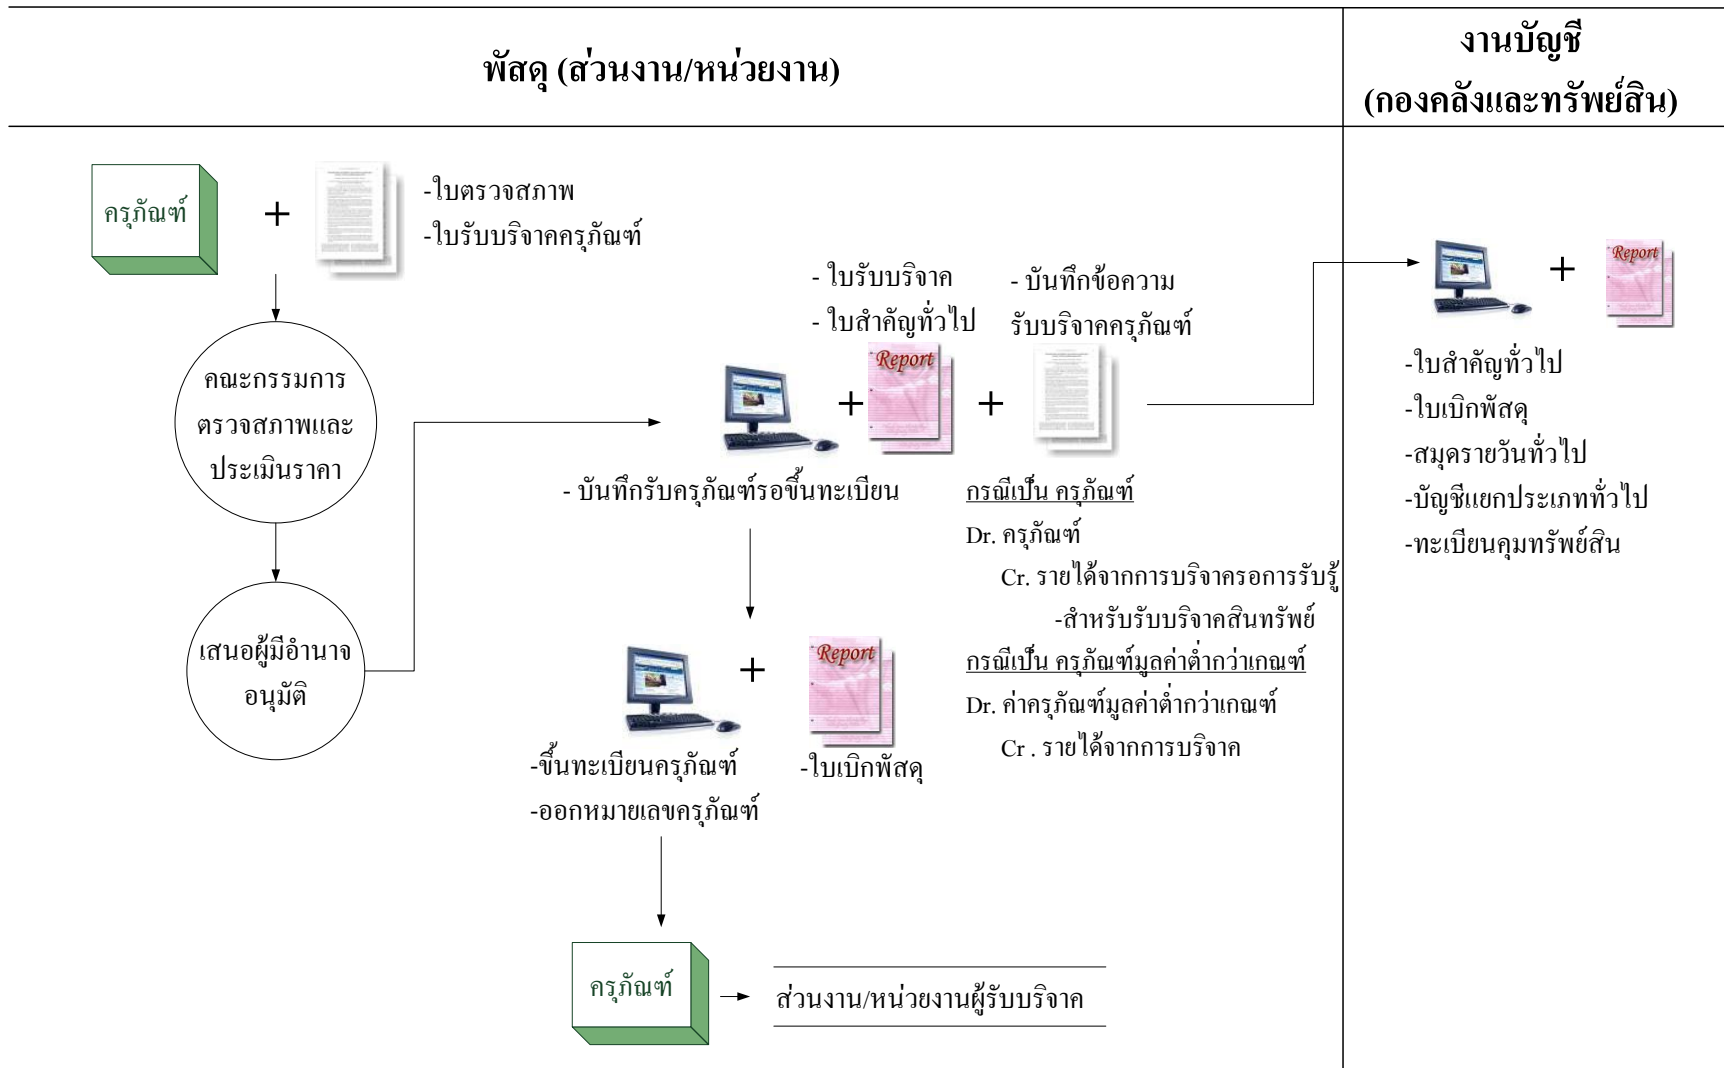 พัสดุ (ส่วนงาน/หน่วยงาน)
งานบัญชี
(กองคลังและทรัพย์สิน)
ครุภัณฑ์
+
-ใบตรวจสภาพ
-ใบรับบริจาคครุภัณฑ์
คณะกรรมการ
ตรวจสภาพและ
ประเมินราคา
เสนอผู้มีอำนาจ
อนุมัติ
- ใบรับบริจาค
- ใบสำคัญทั่วไป
- บันทึกข้อความ
รับบริจาคครุภัณฑ์
+
Report
+
- บันทึกรับครุภัณฑ์รอขึ้นทะเบียน
กรณีเป็น ครุภัณฑ์
Dr. ครุภัณฑ์
Cr. รายได้จากการบริจาครอการรับรู้
-สำหรับรับบริจาคสินทรัพย์
กรณีเป็น ครุภัณฑ์มูลค่าต่ำกว่าเกณฑ์
Dr. ค่าครุภัณฑ์มูลค่าต่ำกว่าเกณฑ์
Cr . รายได้จากการบริจาค
+
Report
-ขึ้นทะเบียนครุภัณฑ์
-ออกหมายเลขครุภัณฑ์
-ใบเบิกพัสดุ
ครุภัณฑ์
ส่วนงาน/หน่วยงานผู้รับบริจาค
+
Report
-ใบสำคัญทั่วไป
-ใบเบิกพัสดุ
-สมุดรายวันทั่วไป
-บัญชีแยกประเภททั่วไป
-ทะเบียนคุมทรัพย์สิน